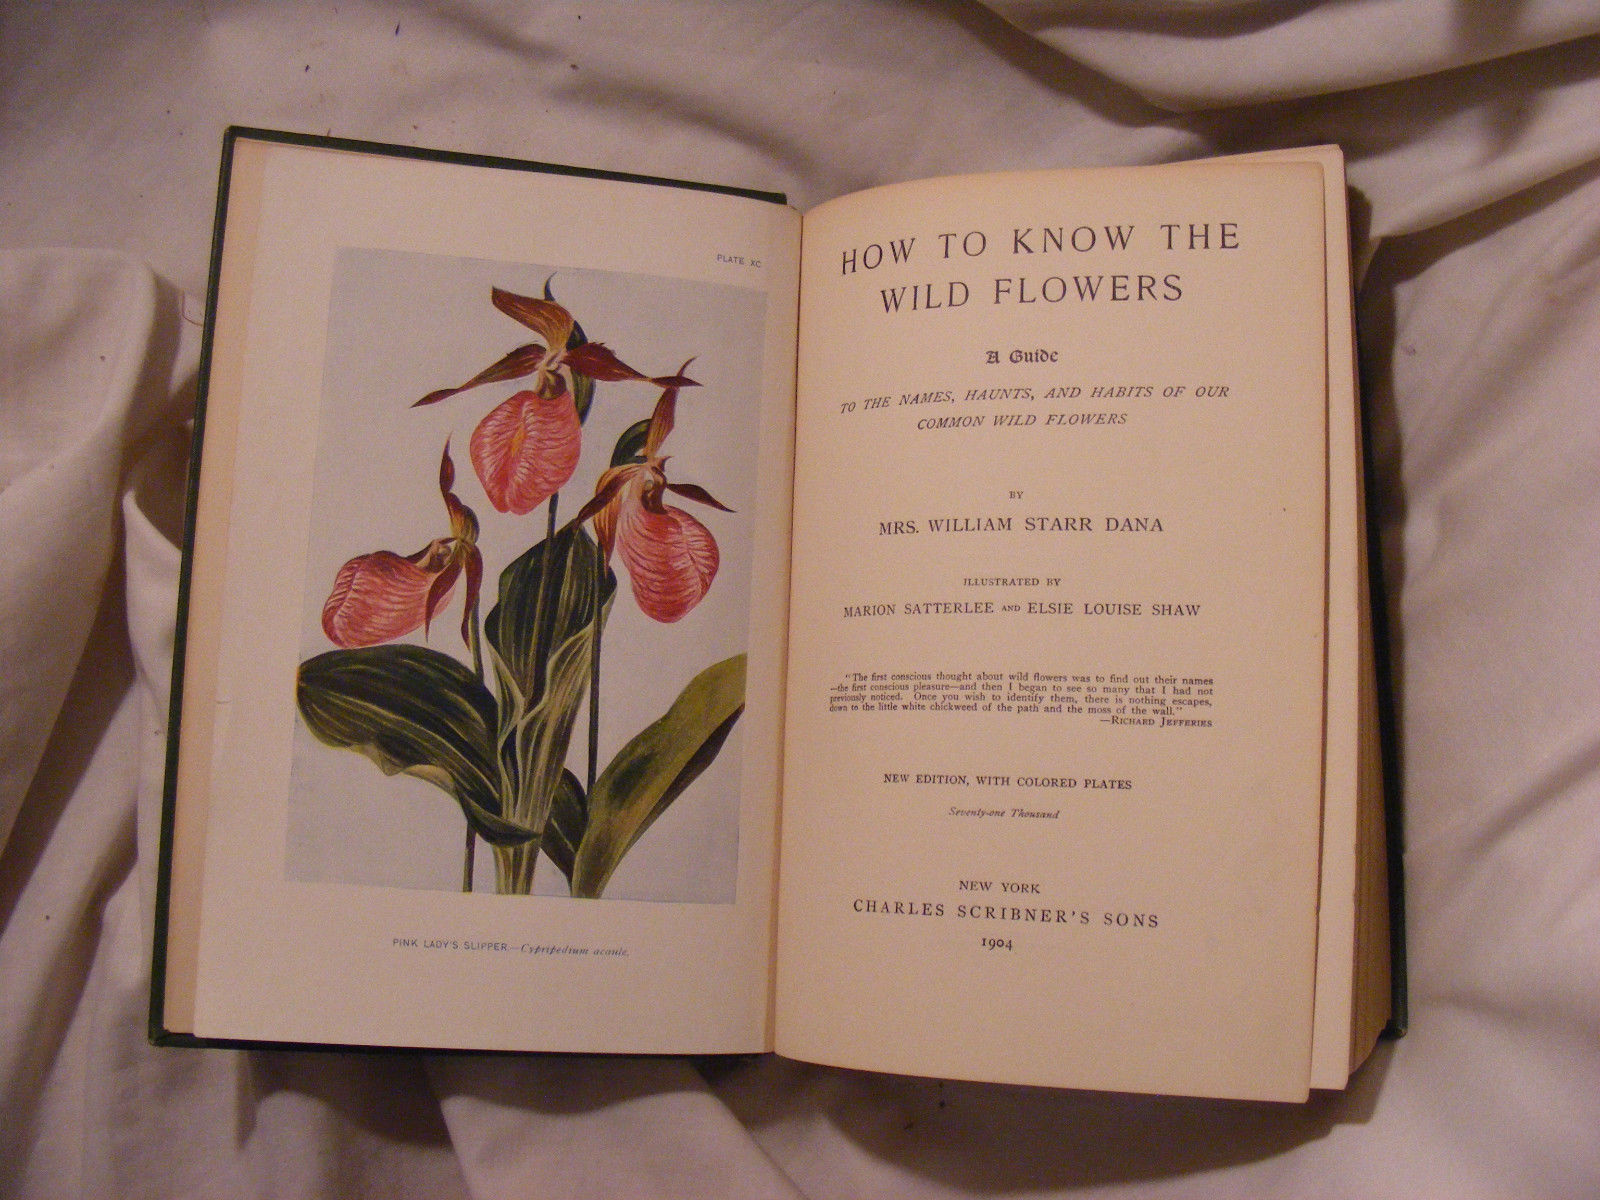 PLATE XC
PINK LADY'S SLIPPER.—Cypripedium acaule.
HOW TO KNOW THE
WILD FLOWERS
A Guide
TO THE NAMES, HAUNTS, AND HABITS OF OUR
COMMON WILD FLOWERS
BY
MRS. WILLIAM STARR DANA
ILLUSTRATED BY
MARION SATTERLEE AND ELSIE LOUISE SHAW
"The first conscious thought about wild flowers was to find out their names
—the first conscious pleasure—and then I began to see so many that I had not
previously noticed. Once you wish to identify them, there is nothing escapes,
down to the little white chickweed of the path and the moss of the wall."
—RICHARD JEFFERIES
NEW EDITION, WITH COLORED PLATES
Seventy-one Thousand
NEW YORK
CHARLES SCRIBNER'S SONS
1904